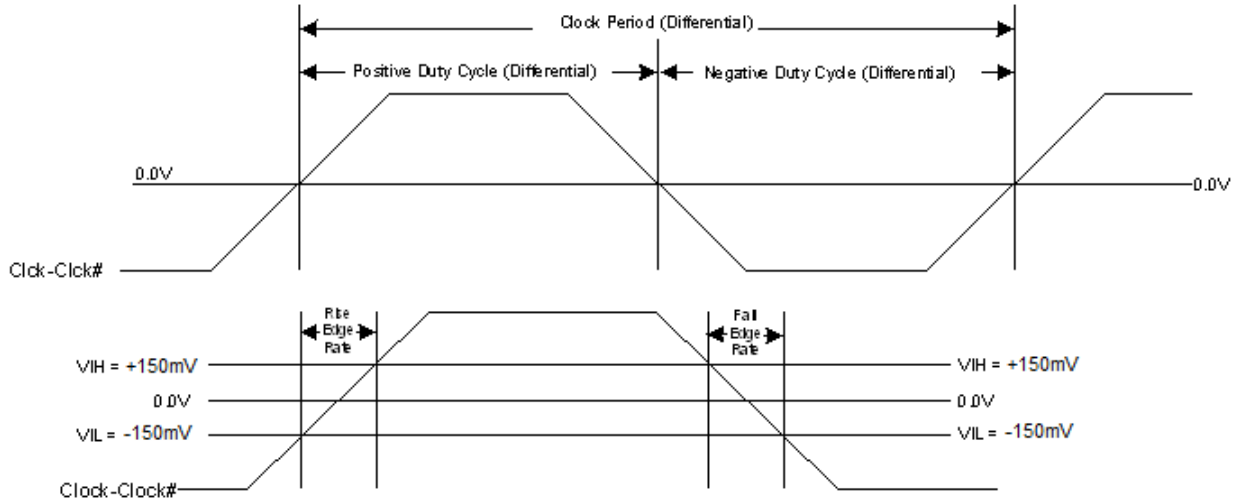 Clock Period (Differential)
Positive Duty Cycle (Differential)
Negative Duty Cycle (Differential)
0.0V
0.0V
Clck-Clck#
Rise
Edge
Rate
Fall
Edge
Rate
VIH = +150mV
VIH = +150mV
0.0V
0.0V
VIL = -150mV
VIL = -150mV
Clock-Clock#